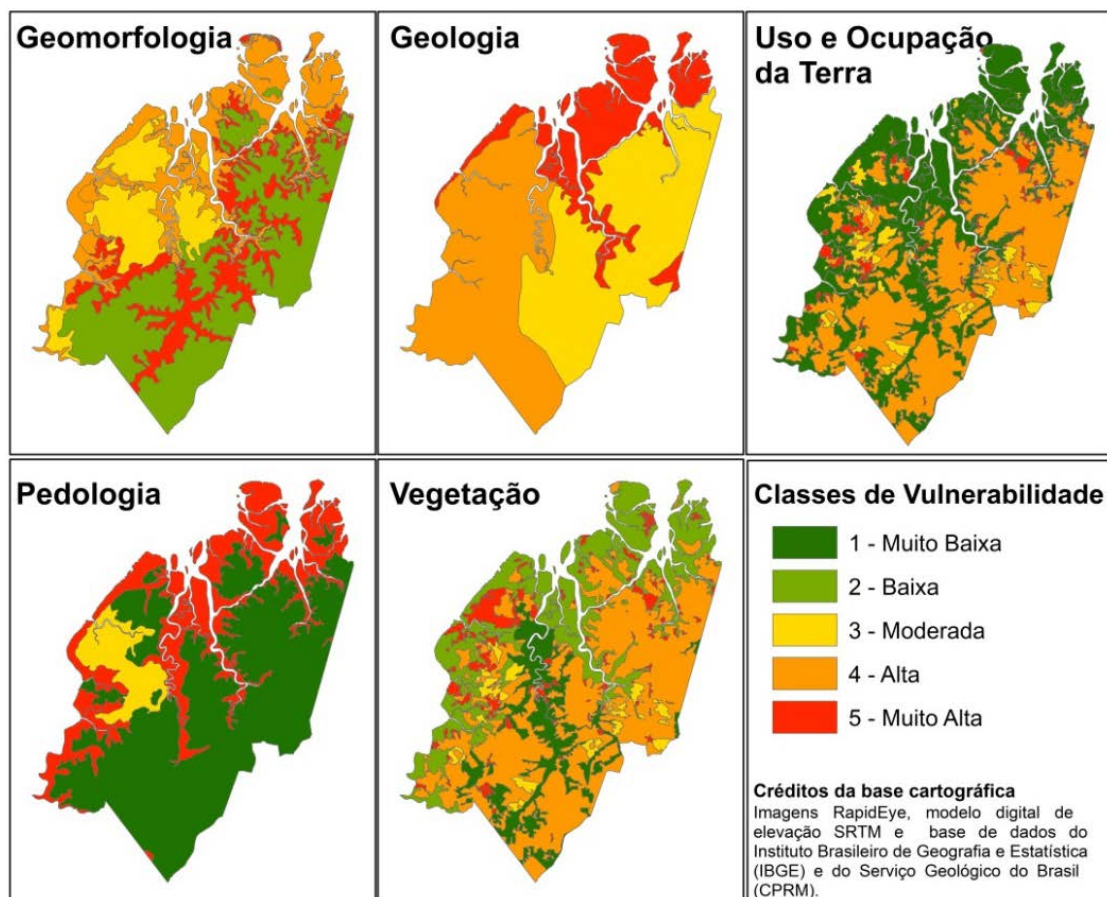 Geomorfologia
Geologia
Uso e Ocupação
da Terra
Pedologia
Vegetação
Classes de Vulnerabilidade
1 - Muito Baixa
2 - Baixa
3 - Moderada
4 - Alta
5 - Muito Alta
Créditos da base cartográfica
Imagens RapidEye, modelo digital de
elevação SRTM e base de dados do
Instituto Brasileiro de Geografia e Estatística
(IBGE) e do Serviço Geológico do Brasil
(CPRM).